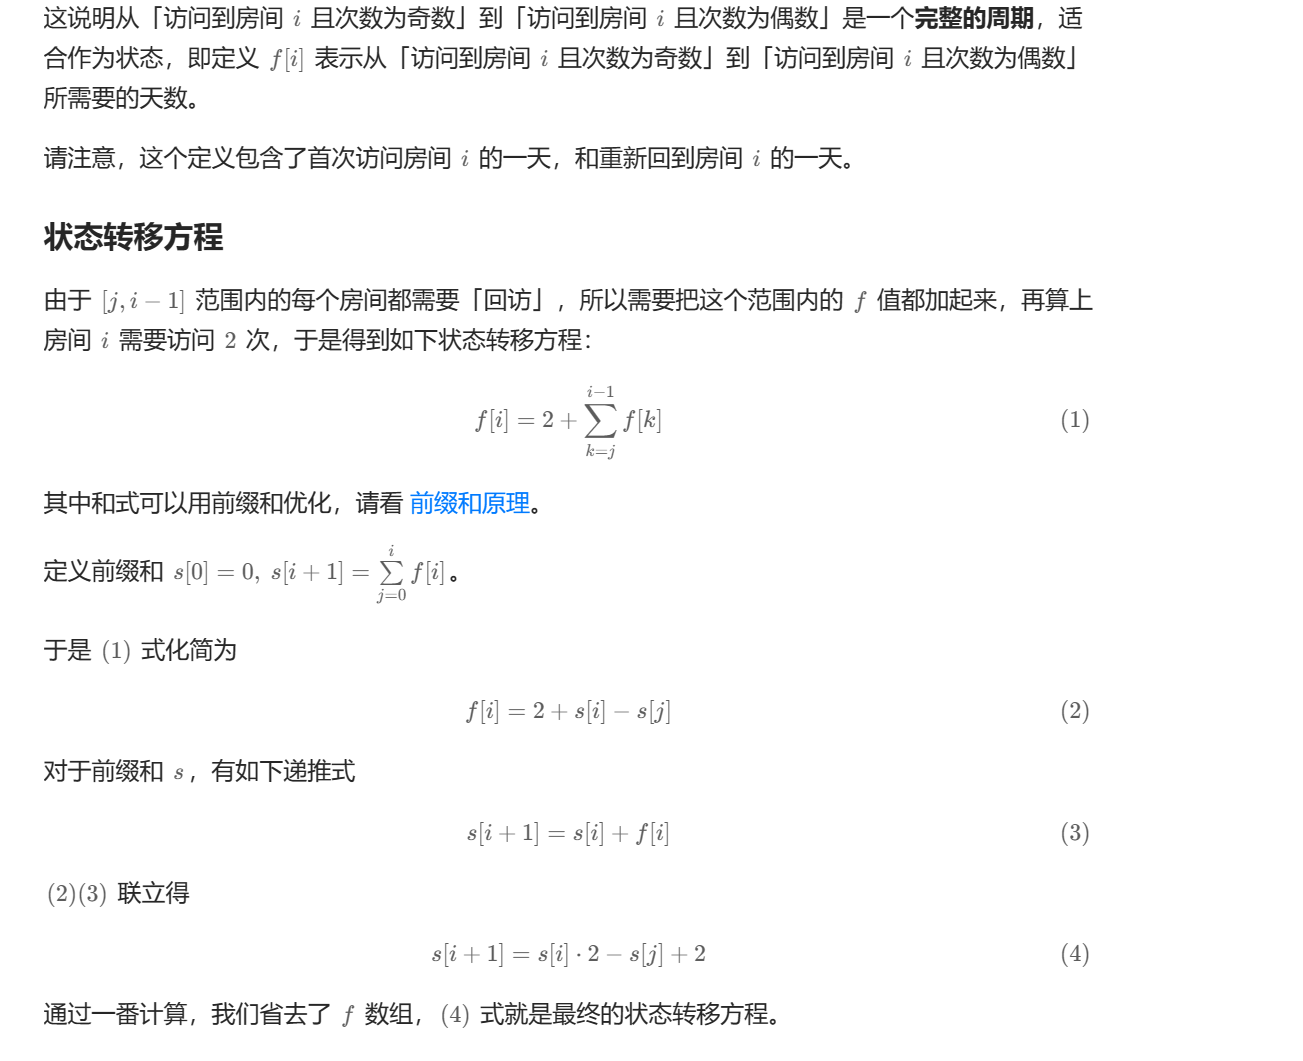 这说明从「访问到房间 i 且次数为奇数」到「访问到房间 i 且次数为偶数」是一个完整的周期，适
合作为状态，即定义 f[i] 表示从「访问到房间 i 且次数为奇数」到「访问到房间 i 且次数为偶数」
所需要的天数。
请注意，这个定义包含了首次访问房间 i 的一天，和重新回到房间 i 的一天。
状态转移方程
由于 [j, i − 1] 范围内的每个房间都需要「回访」，所以需要把这个范围内的 f 值都加起来，再算上
房间 i 需要访问 2 次，于是得到如下状态转移方程：
f[i] = 2 + \sum_{k=j}^{i-1} f[k] (1)
其中和式可以用前缀和优化，请看 前缀和原理。
定义前缀和 s[0] = 0, s[i + 1] = \sum_{j=0}^{i} f[i]。
于是 (1) 式化简为
f[i] = 2 + s[i] − s[j] (2)
对于前缀和 s，有如下递推式
s[i + 1] = s[i] + f[i] (3)
(2)(3) 联立得
s[i + 1] = s[i] · 2 − s[j] + 2 (4)
通过一番计算，我们省去了 f 数组，(4) 式就是最终的状态转移方程。